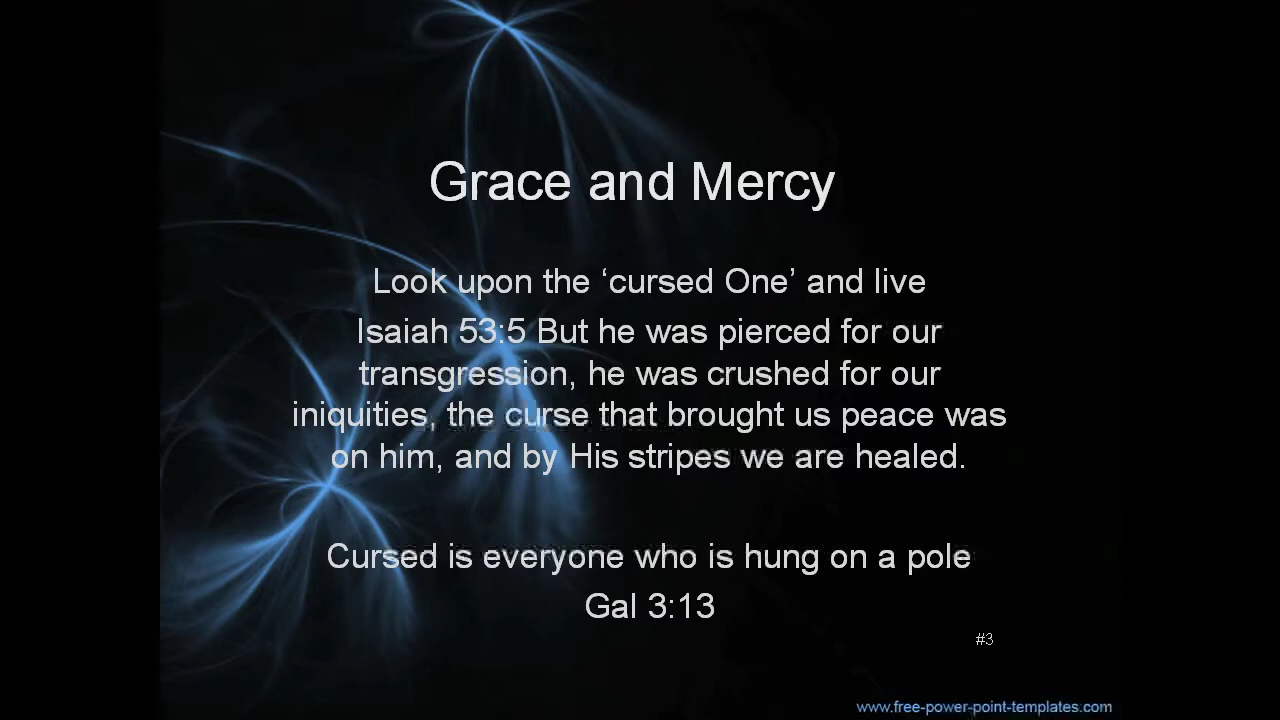 Grace and Mercy
Look upon the ‘cursed One’ and live
Isaiah 53:5 But he was pierced for our
transgression, he was crushed for our
iniquities, the curse that brought us peace was
on him, and by His stripes we are healed.
Cursed is everyone who is hung on a pole
Gal 3:13
#3
www.free-power-point-templates.com